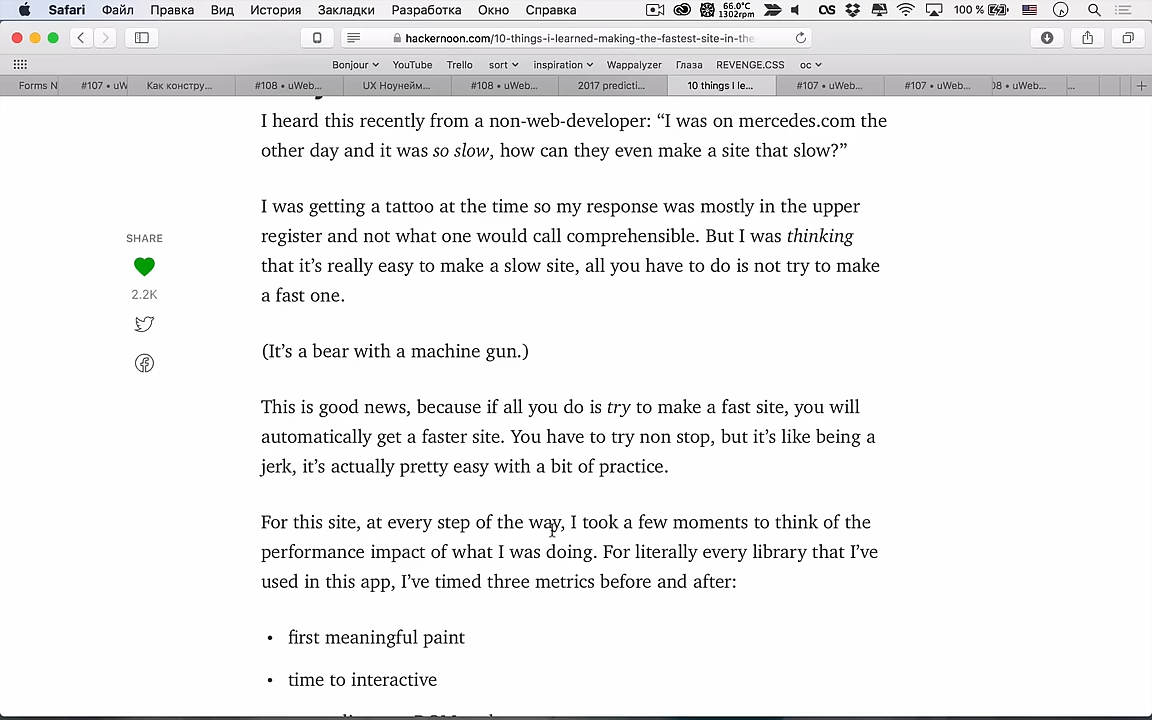 Safari Файл Правка Вид История Закладки Разработка Окно Справка 66.0°C 1302rpm 100 %
hackernoon.com/10-things-i-learned-making-the-fastest-site-in-the-
Bonjour YouTube Trello sort inspiration Wappalyzer Глаза REVENGE.CSS ос
Forms N #107 • uW Как констру... #108 • uWeb... UX Ноунейм... #108 • uWeb... 2017 predicti... 10 things I le... #107 • uWeb... #107 • uWeb... 08 • uWeb... ...
I heard this recently from a non-web-developer: “I was on mercedes.com the
other day and it was so slow, how can they even make a site that slow?”
I was getting a tattoo at the time so my response was mostly in the upper
register and not what one would call comprehensible. But I was thinking
that it’s really easy to make a slow site, all you have to do is not try to make
a fast one.
SHARE
2.2K
(It’s a bear with a machine gun.)
This is good news, because if all you do is try to make a fast site, you will
automatically get a faster site. You have to try non stop, but it’s like being a
jerk, it’s actually pretty easy with a bit of practice.
For this site, at every step of the way, I took a few moments to think of the
performance impact of what I was doing. For literally every library that I’ve
used in this app, I’ve timed three metrics before and after:
• first meaningful paint
• time to interactive